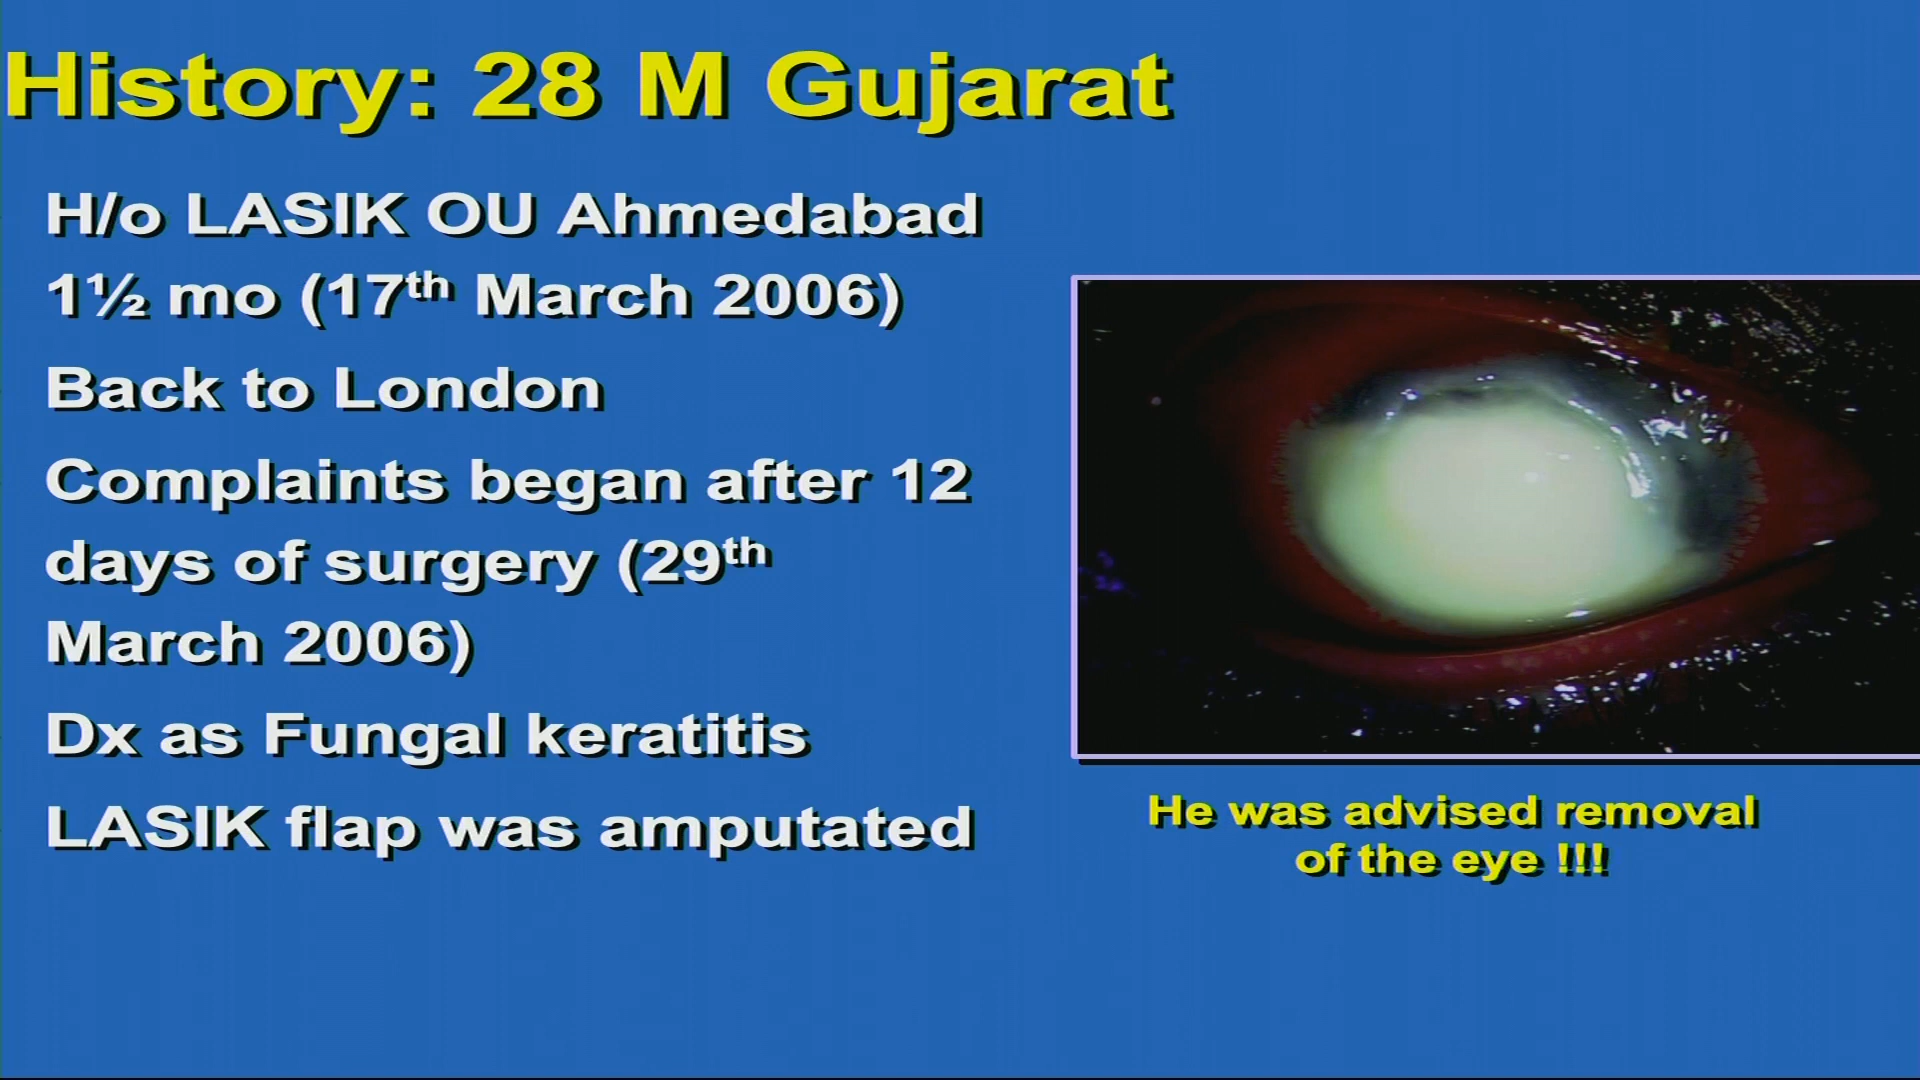 History: 28 M Gujarat
H/o LASIK OU Ahmedabad
1½ mo (17th March 2006)
Back to London
Complaints began after 12
days of surgery (29th
March 2006)
Dx as Fungal keratitis
LASIK flap was amputated
He was advised removal
of the eye !!!